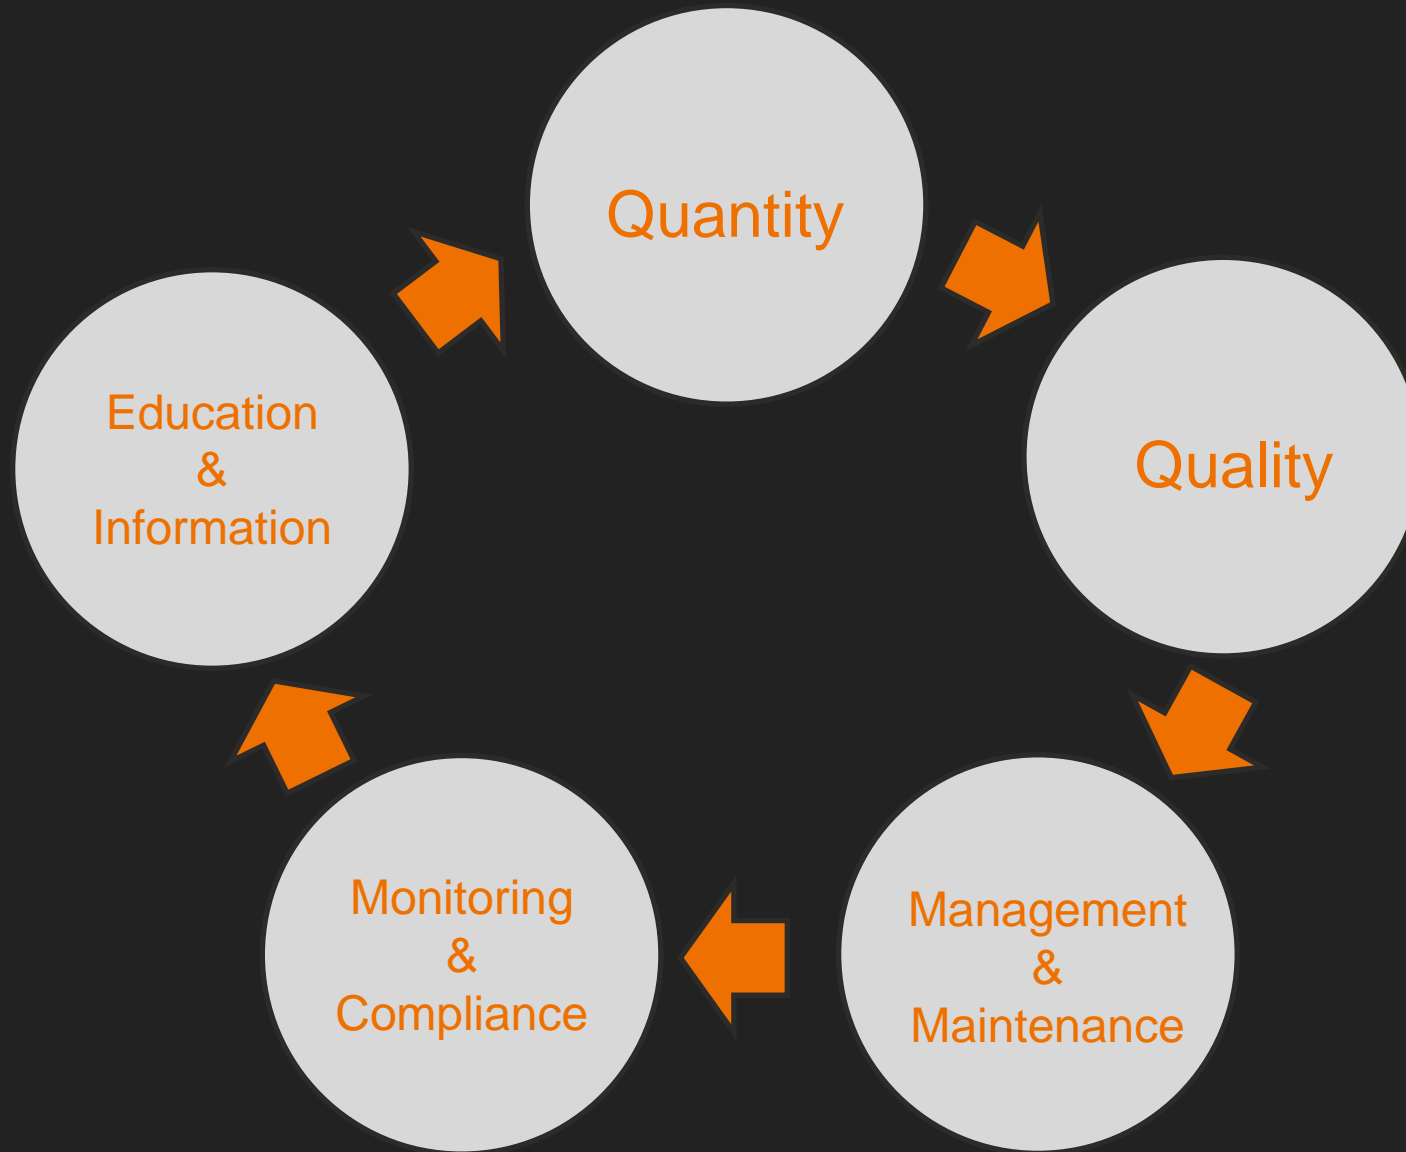 Quantity
Quality
Management
&
Maintenance
Monitoring
&
Compliance
Education
&
Information